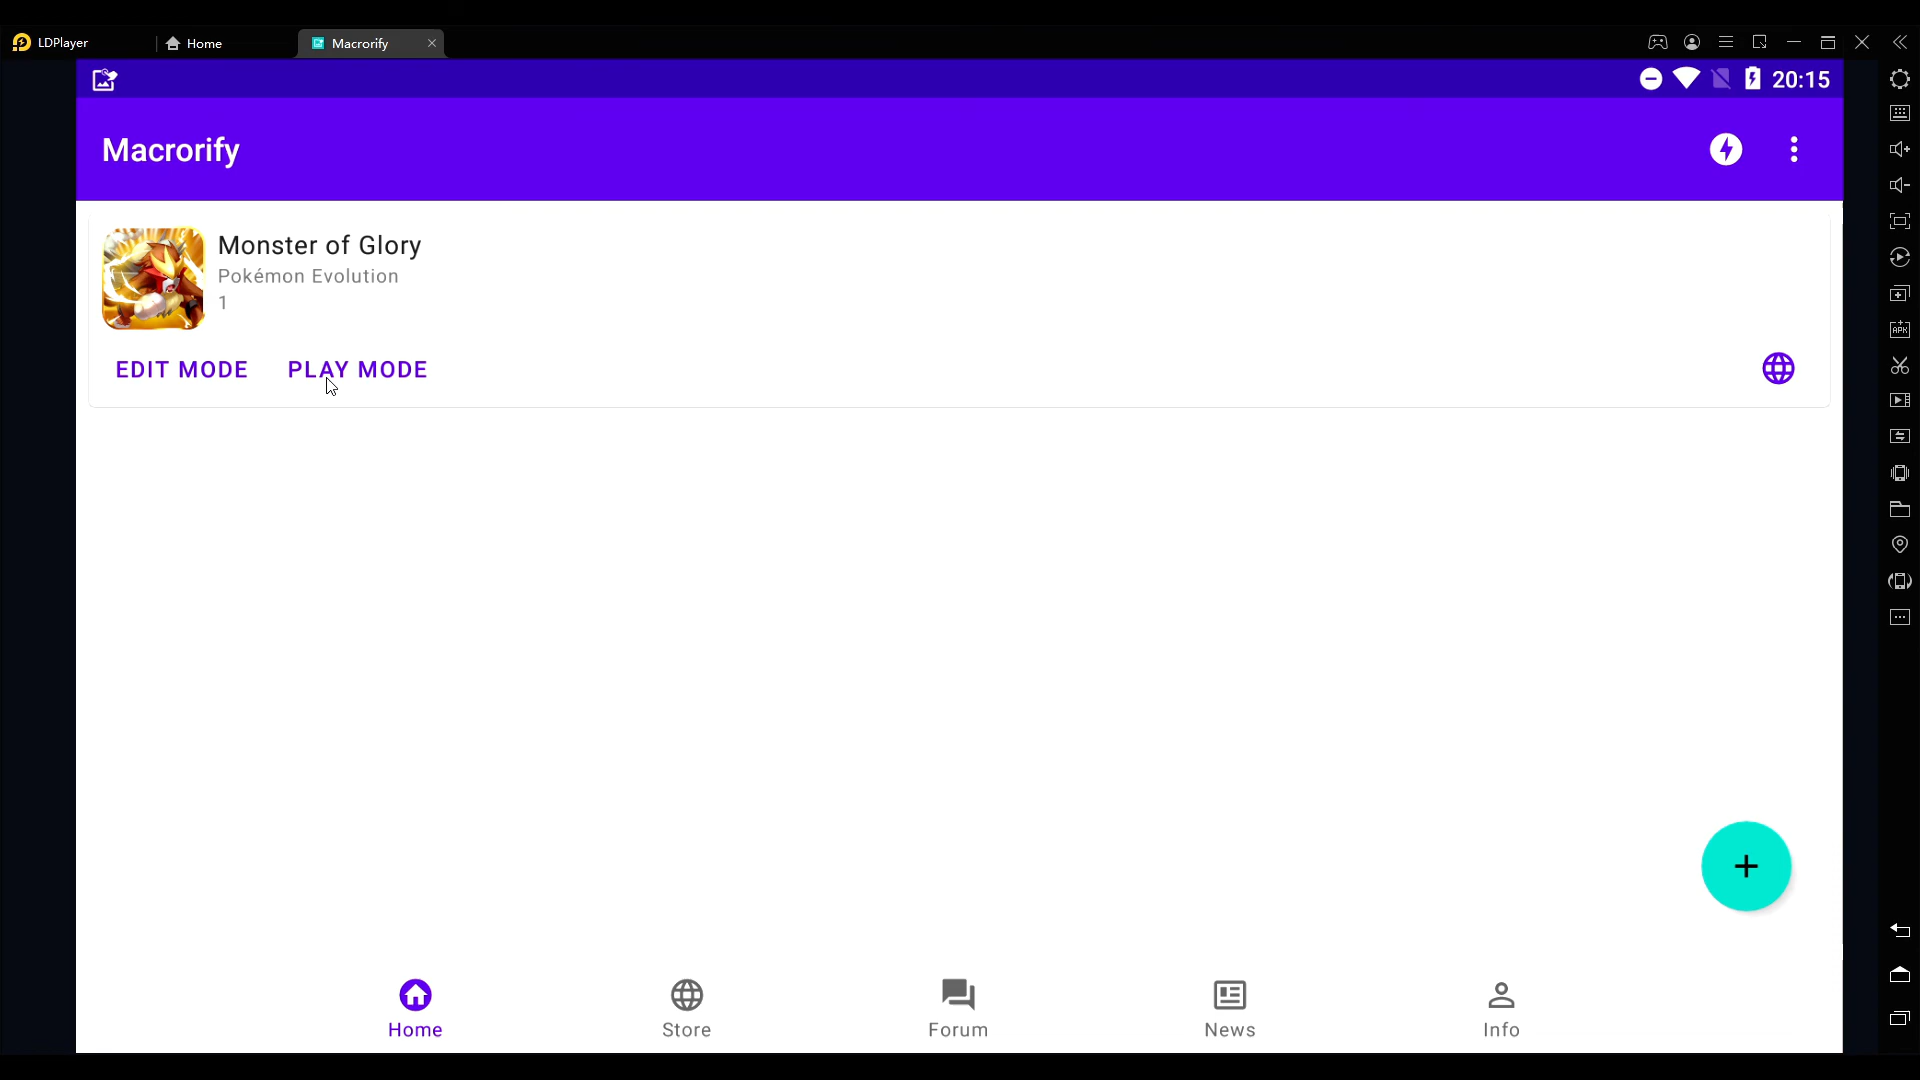 LDPlayer
Home
Macrorify
20:15
Macrorify
Monster of Glory
Pokémon Evolution
1
EDIT MODE
PLAY MODE
Home
Store
Forum
News
Info
APK